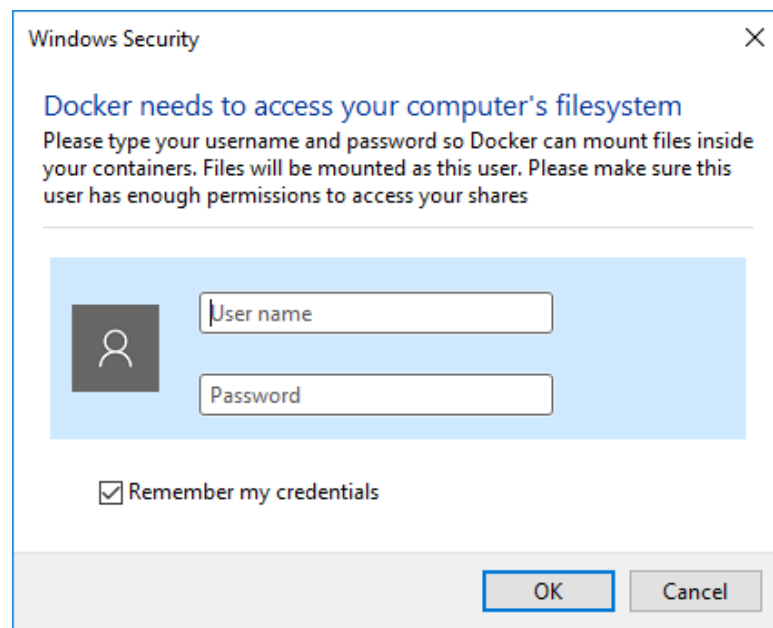 Windows Security
Docker needs to access your computer's filesystem
Please type your username and password so Docker can mount files inside
your containers. Files will be mounted as this user. Please make sure this
user has enough permissions to access your shares
User name
Password
Remember my credentials
OK Cancel